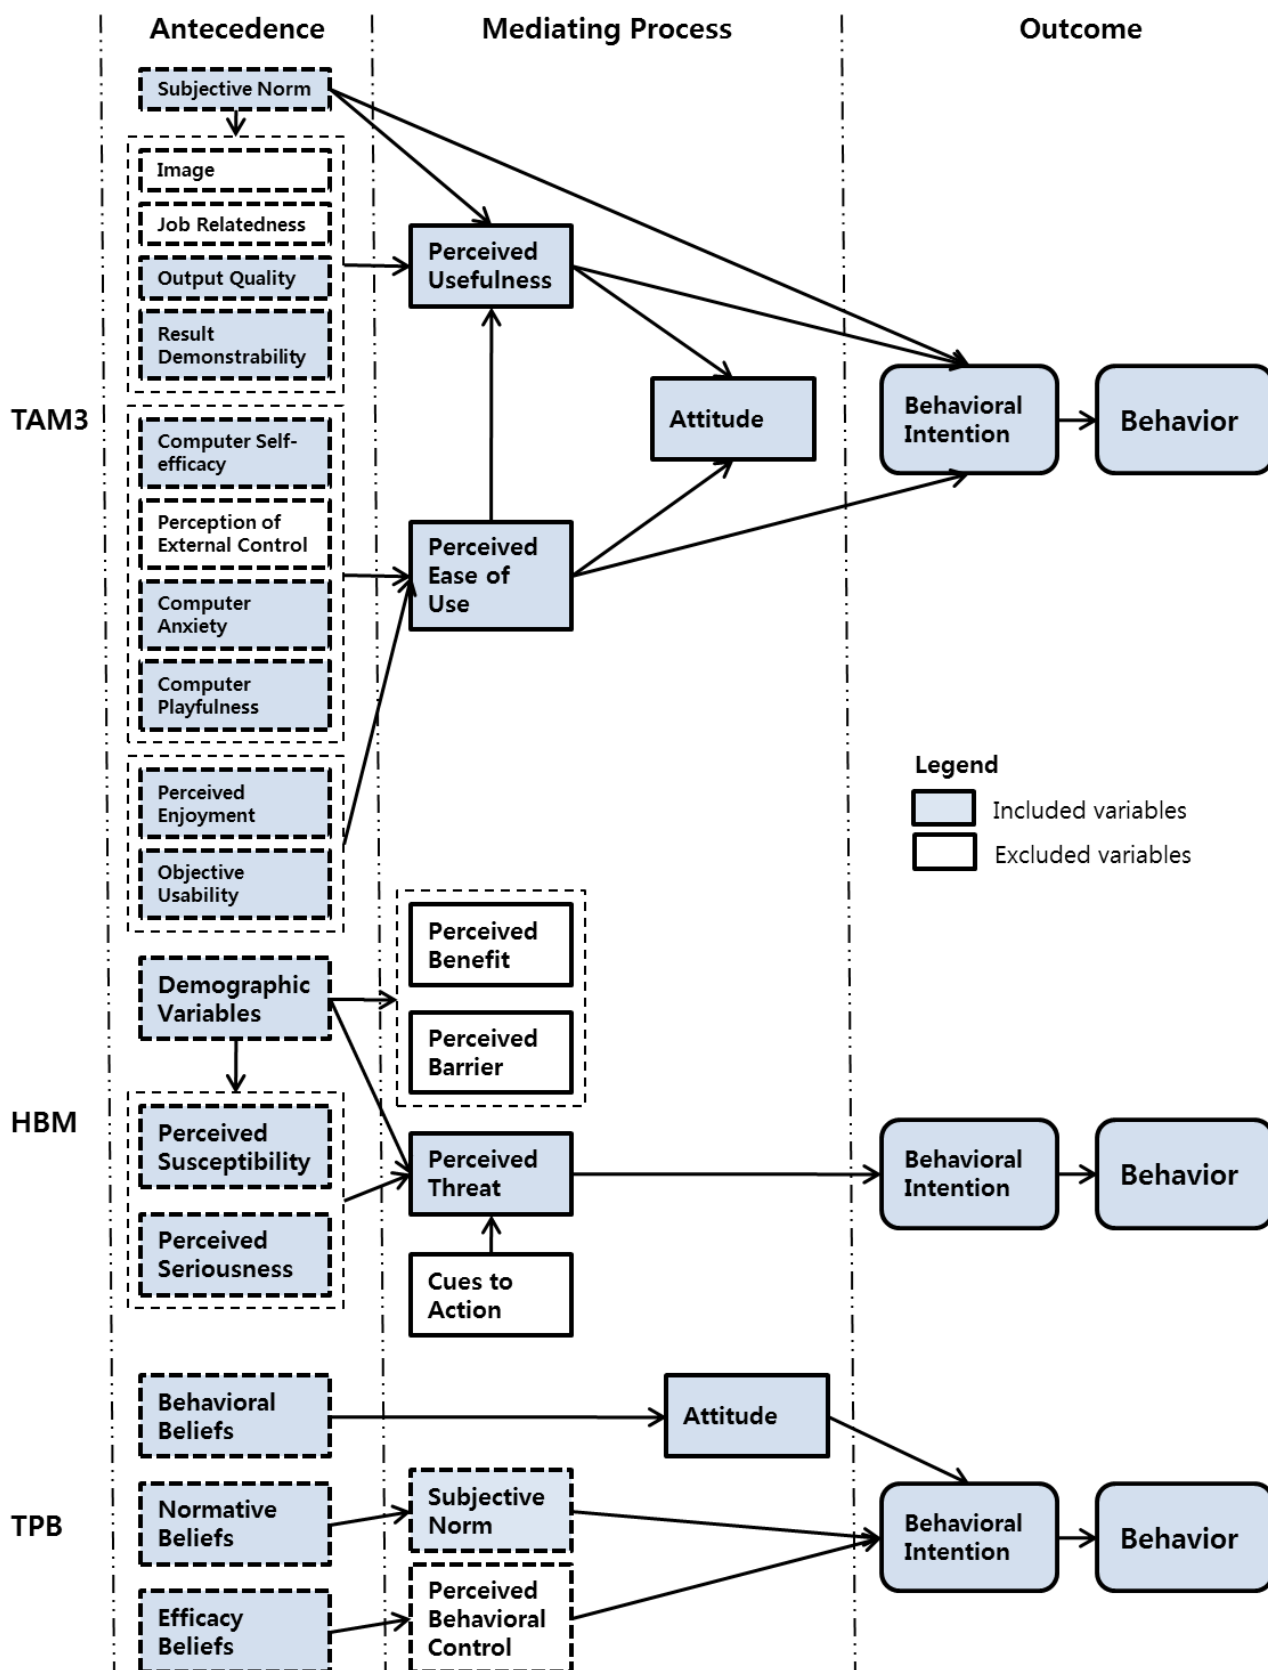 Antecedence
Mediating Process
Outcome
Subjective Norm
Image
Job Relatedness
Output Quality
Result
Demonstrability
Perceived
Usefulness
Attitude
Behavioral
Intention
Behavior
TAM3
Computer Self-
efficacy
Perception of
External Control
Computer
Anxiety
Computer
Playfulness
Perceived
Ease of
Use
Perceived
Enjoyment
Objective
Usability
Legend
Included variables
Excluded variables
Demographic
Variables
Perceived
Benefit
Perceived
Barrier
HBM
Perceived
Susceptibility
Perceived
Seriousness
Perceived
Threat
Cues to
Action
Behavioral
Intention
Behavior
Behavioral
Beliefs
Attitude
TPB
Normative
Beliefs
Subjective
Norm
Efficacy
Beliefs
Perceived
Behavioral
Control
Behavioral
Intention
Behavior